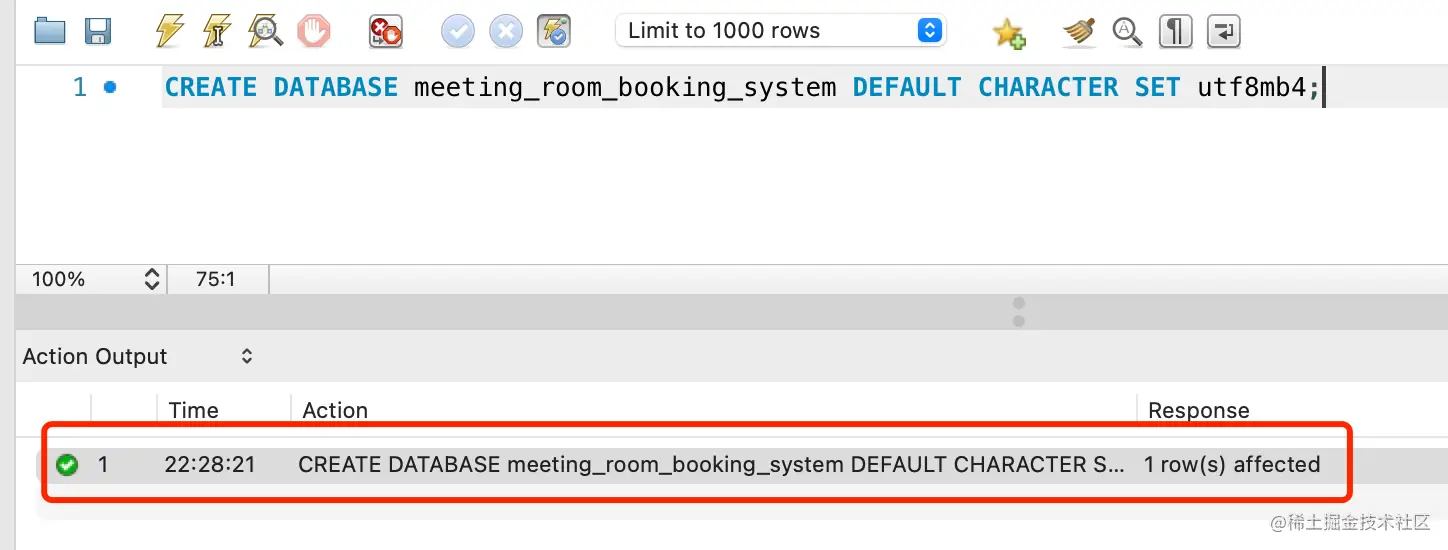 Limit to 1000 rows
1 CREATE DATABASE meeting_room_booking_system DEFAULT CHARACTER SET utf8mb4;
100% 75:1
Action Output
Time Action Response
1 22:28:21 CREATE DATABASE meeting_room_booking_system DEFAULT CHARACTER S... 1 row(s) affected
@稀土掘金技术社区